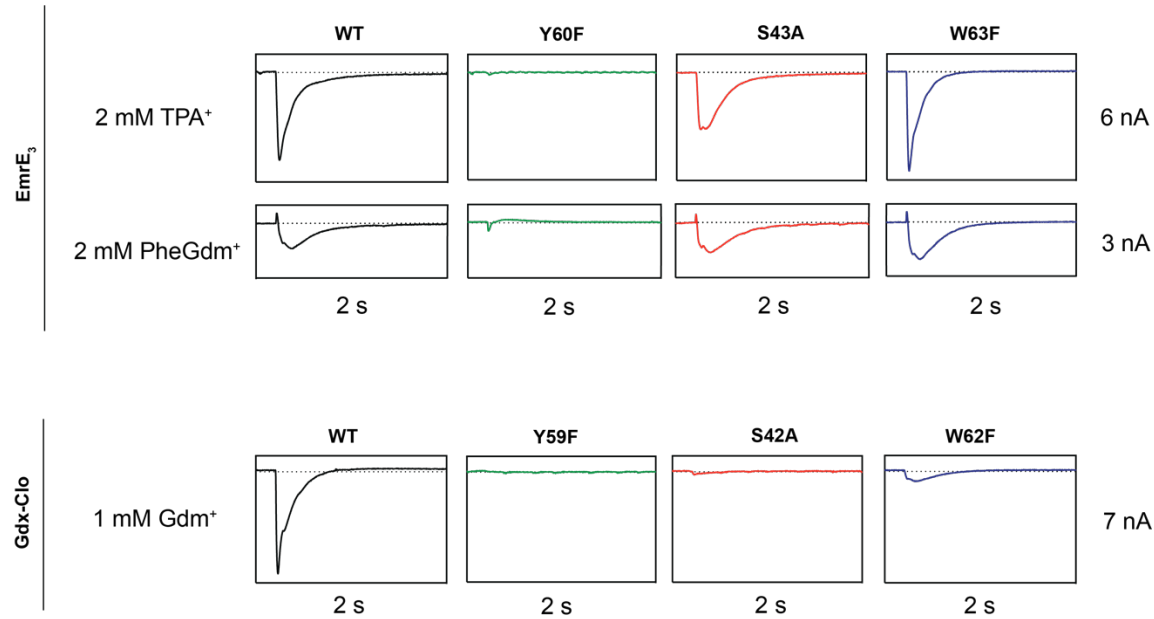 WT Y60F S43A W63F
EmrE₃
2 mM TPA⁺ 6 nA
2 mM PheGdm⁺ 3 nA
2 s 2 s 2 s 2 s
WT Y59F S42A W62F
Gdx-Clo
1 mM Gdm⁺ 7 nA
2 s 2 s 2 s 2 s